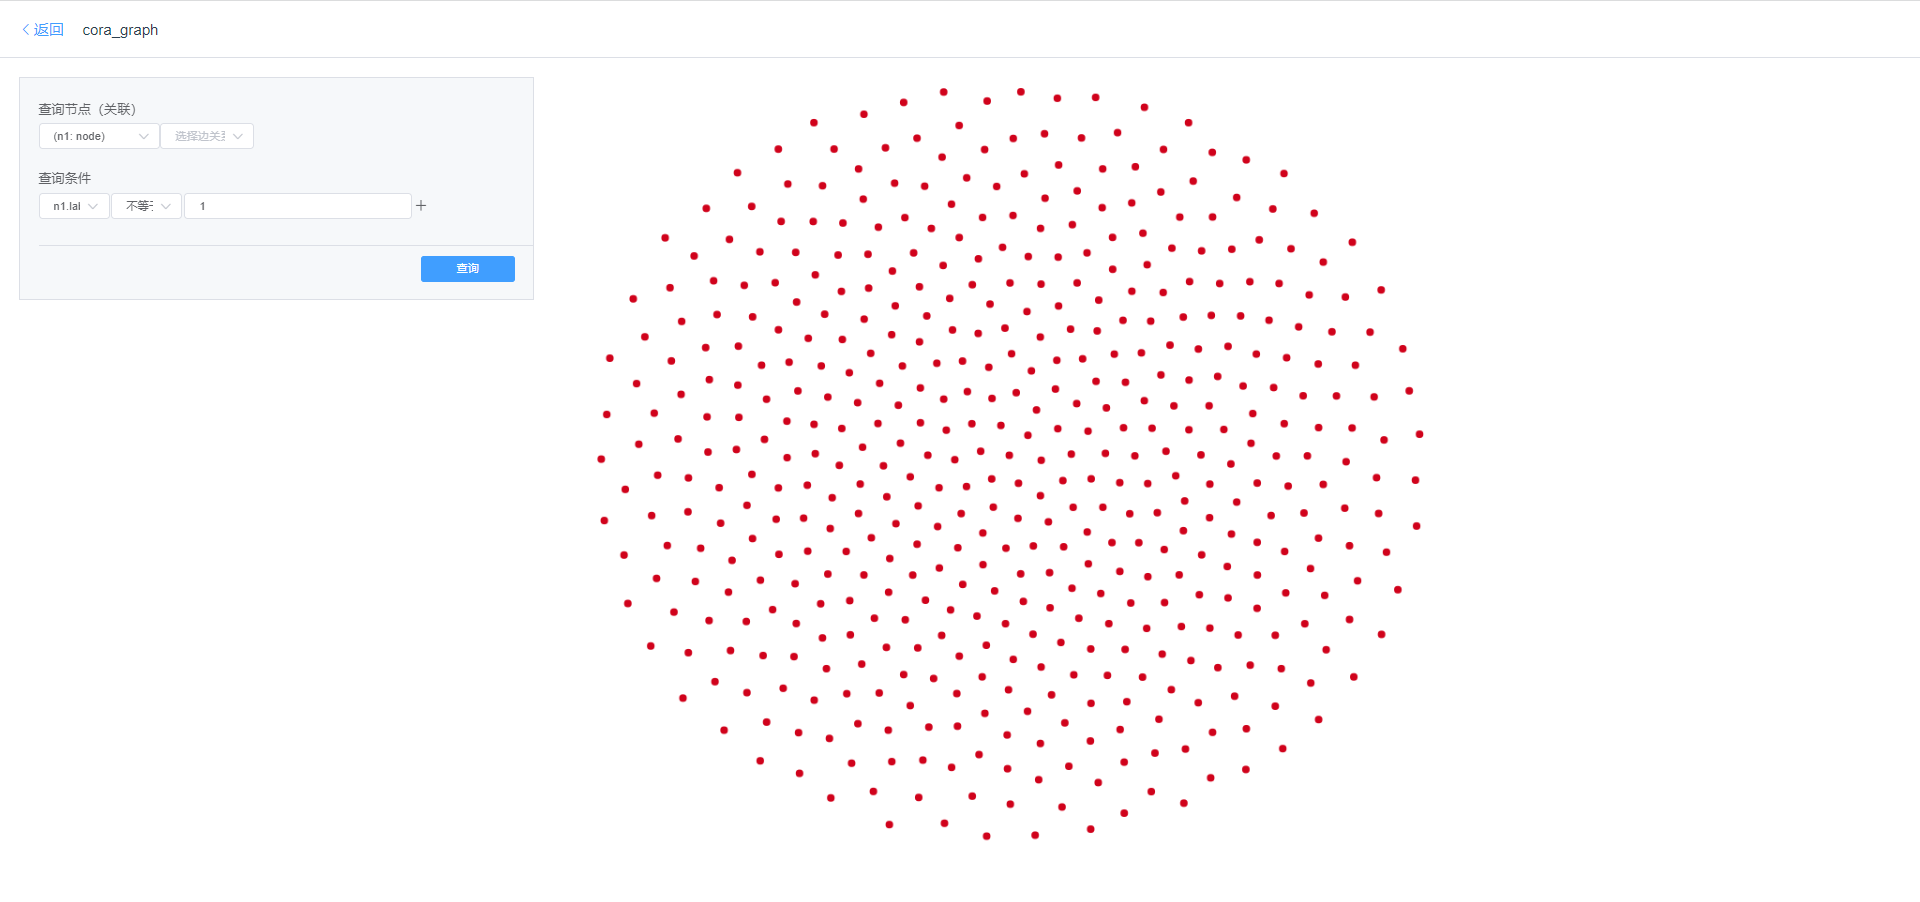 返回 cora_graph
查询节点（关联）
(n1: node) 选择边关
查询条件
n1.lal 不等 1 +
查询